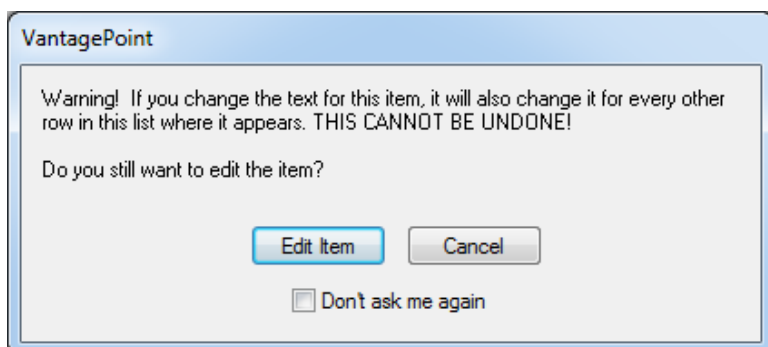 VantagePoint
Warning!  If you change the text for this item, it will also change it for every other
row in this list where it appears. THIS CANNOT BE UNDONE!
Do you still want to edit the item?
Edit Item
Cancel
Don't ask me again